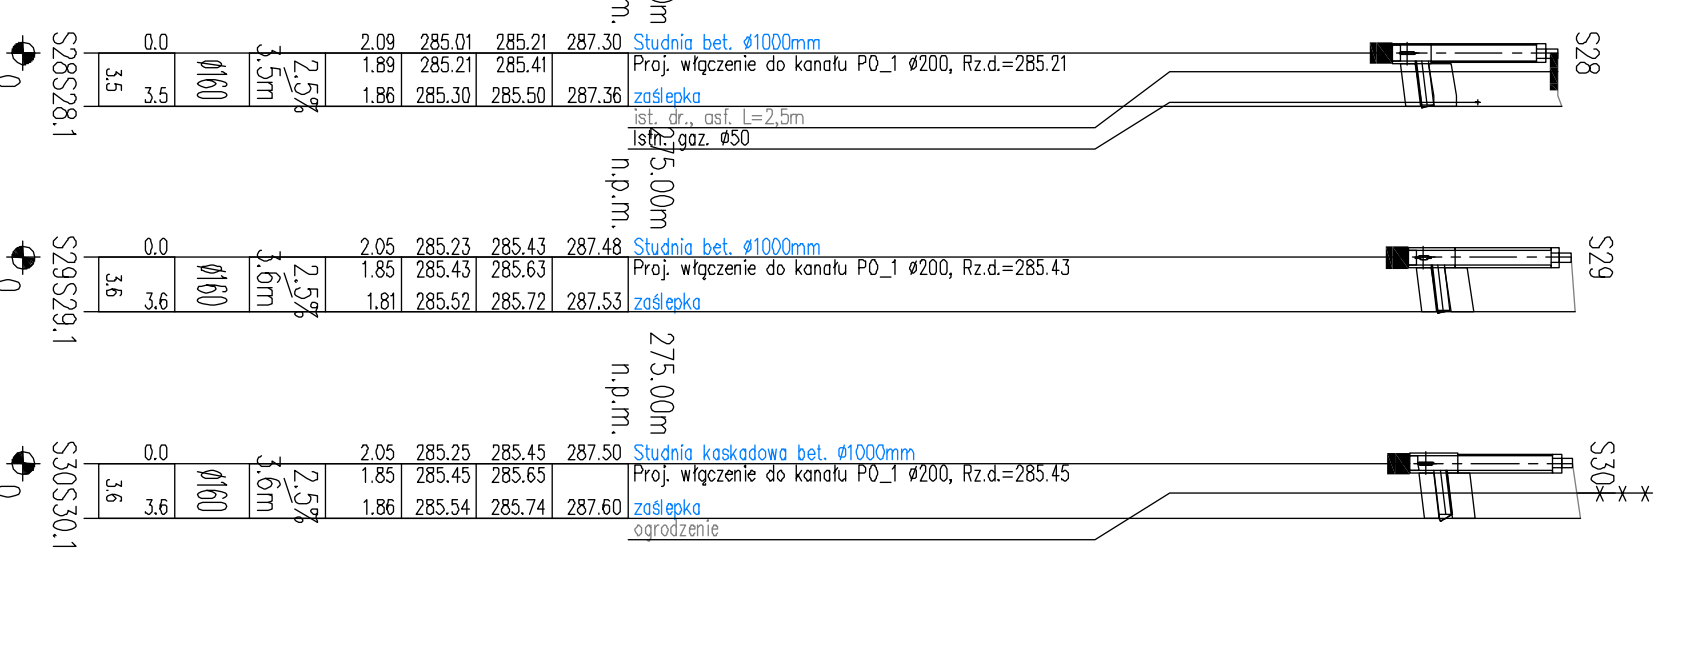 m.
0m
0
S28S28.1
0.0 2.09 285.01 285.21 287.30 Studnia bet. ø1000mm
3.5 ø160 3.5m 2.5% 1.89 285.21 285.41 Proj. włączenie do kanału PO_1 ø200, Rz.d.=285.21
3.5 1.86 285.30 285.50 287.36 zaślepka
ist. dr., asf. L=2,5m
Istn. gaz. ø50
S28
275.00m
n.p.m.
0
S29S29.1
0.0 2.05 285.23 285.43 287.48 Studnia bet. ø1000mm
3.6 ø160 3.6m 2.5% 1.85 285.43 285.63 Proj. włączenie do kanału PO_1 ø200, Rz.d.=285.43
3.6 1.81 285.52 285.72 287.53 zaślepka
S29
275.00m
n.p.m.
0
S30S30.1
0.0 2.05 285.25 285.45 287.50 Studnia kaskadowa bet. ø1000mm
3.6 ø160 3.6m 2.5% 1.85 285.45 285.65 Proj. włączenie do kanału PO_1 ø200, Rz.d.=285.45
3.6 1.86 285.54 285.74 287.60 zaślepka
ogrodzenie
S30